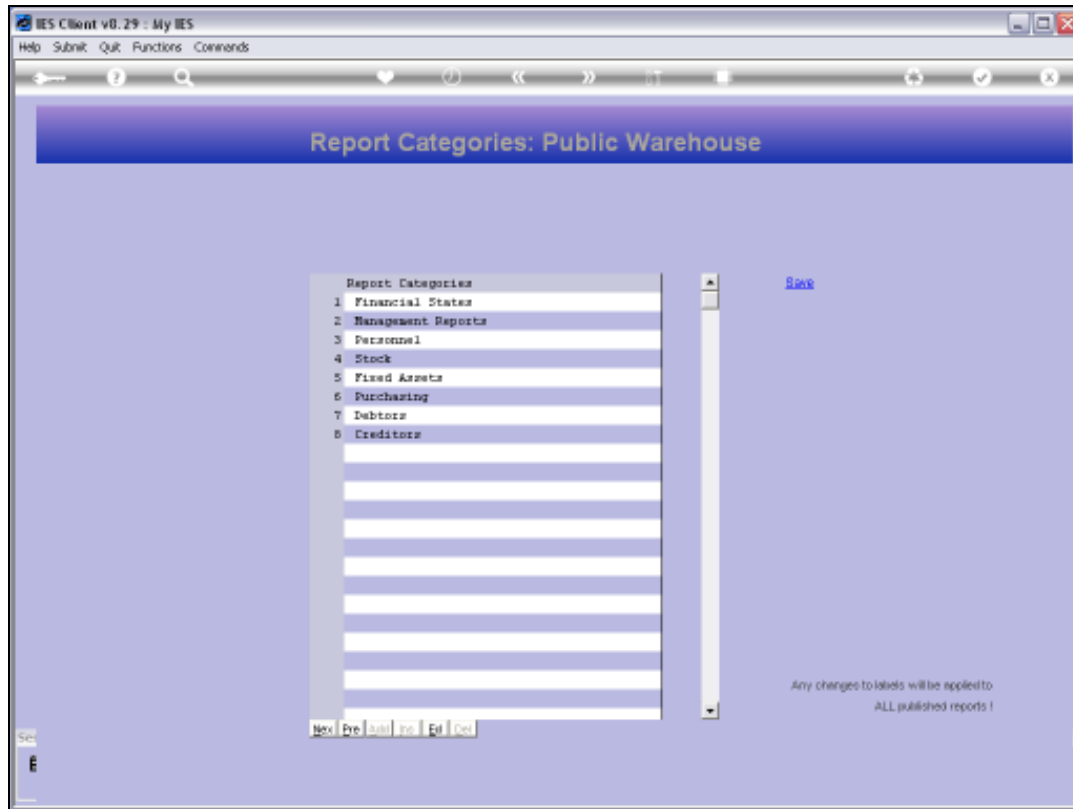 IES Client v8.29 : My IES
Help Submit Quit Functions Commands
Report Categories: Public Warehouse
Report Categories
Save
1 Financial States
2 Management Reports
3 Personnel
4 Stock
5 Fixed Assets
6 Purchasing
7 Debtors
8 Creditors
Any changes to labels will be applied to
ALL published reports !
Nex Pre Add Ins Ed Del